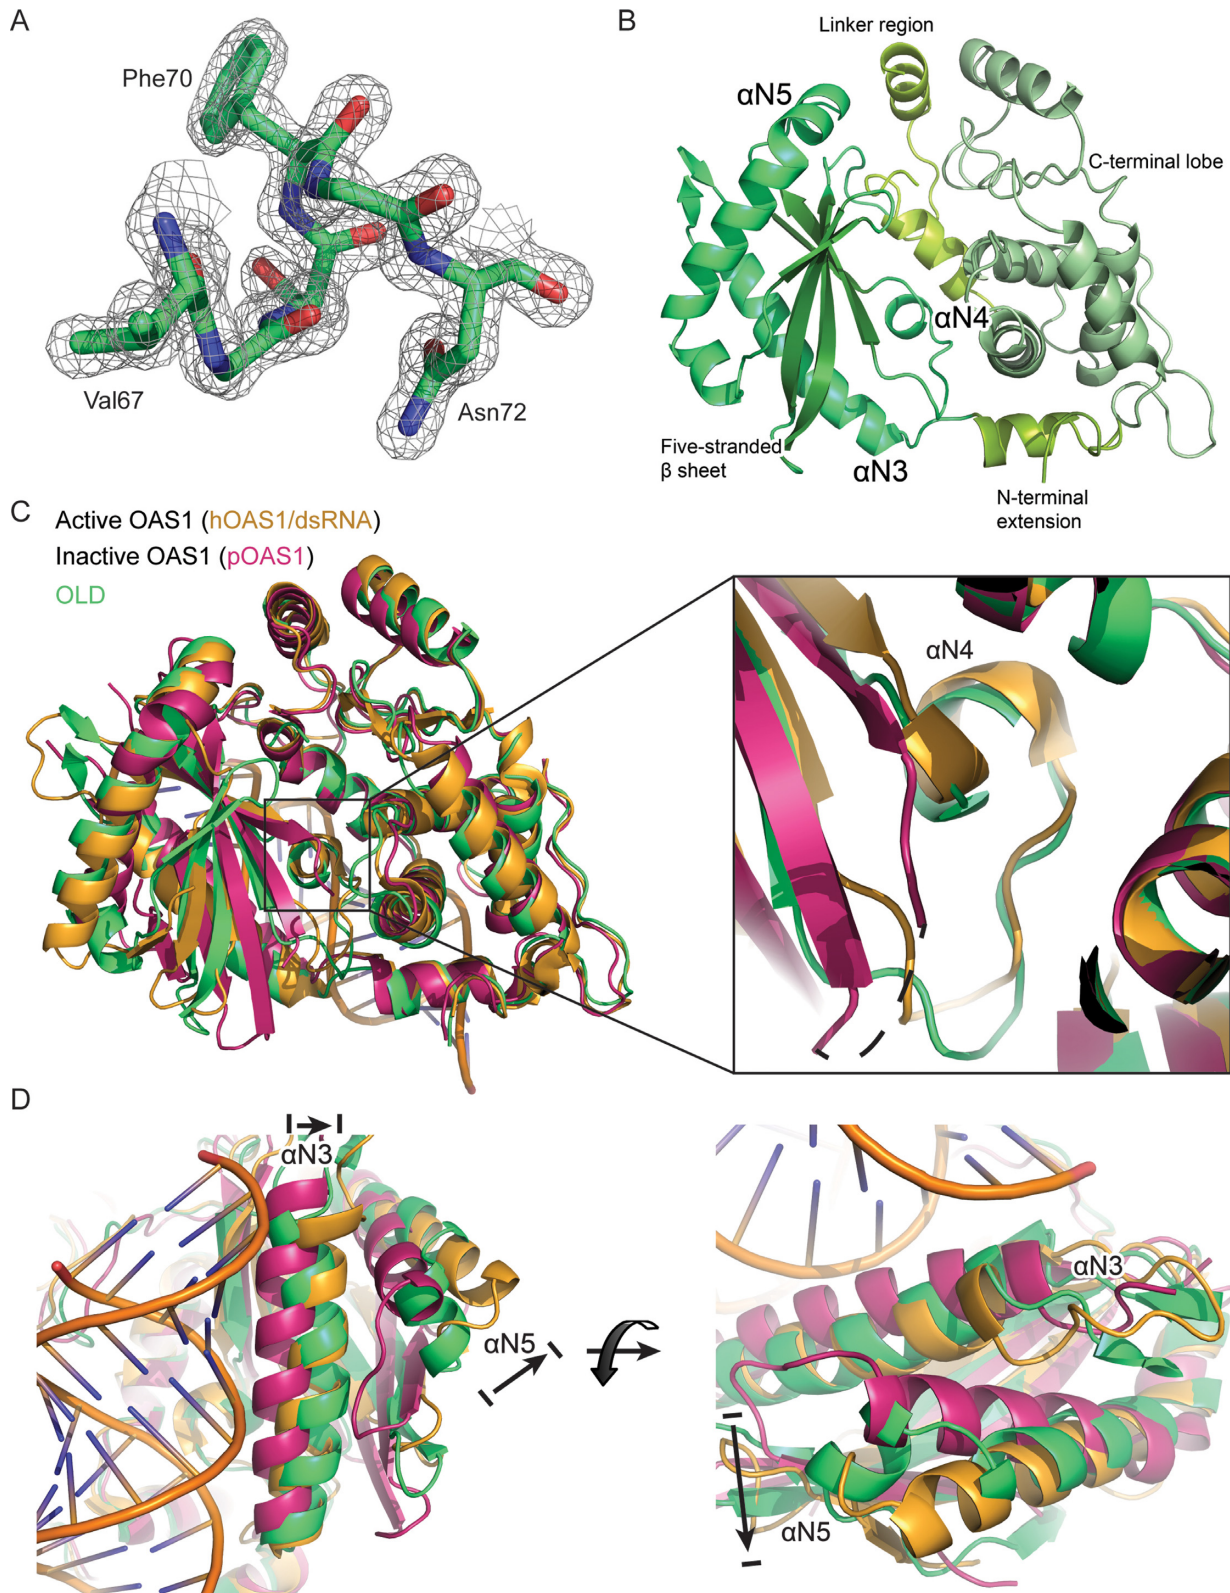 A
Phe70
Val67
Asn72
B
Linker region
αN5
C-terminal lobe
αN4
Five-stranded
β sheet
αN3
N-terminal
extension
C
Active OAS1 (hOAS1/dsRNA)
Inactive OAS1 (pOAS1)
OLD
αN4
D
αN3
αN5
αN3
αN5